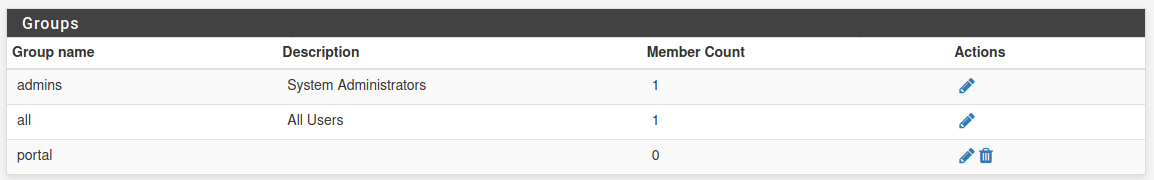 Groups
Group name Description Member Count Actions
admins System Administrators 1
all All Users 1
portal 0